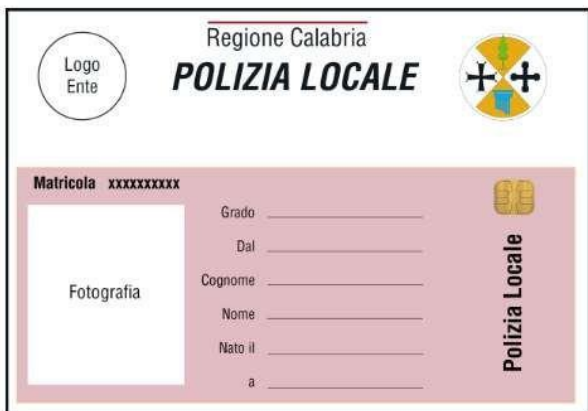 Logo
Ente
Regione Calabria
POLIZIA LOCALE
Matricola xxxxxxxxxx
Fotografia
Grado
Dal
Cognome
Nome
Nato il
a
Polizia Locale